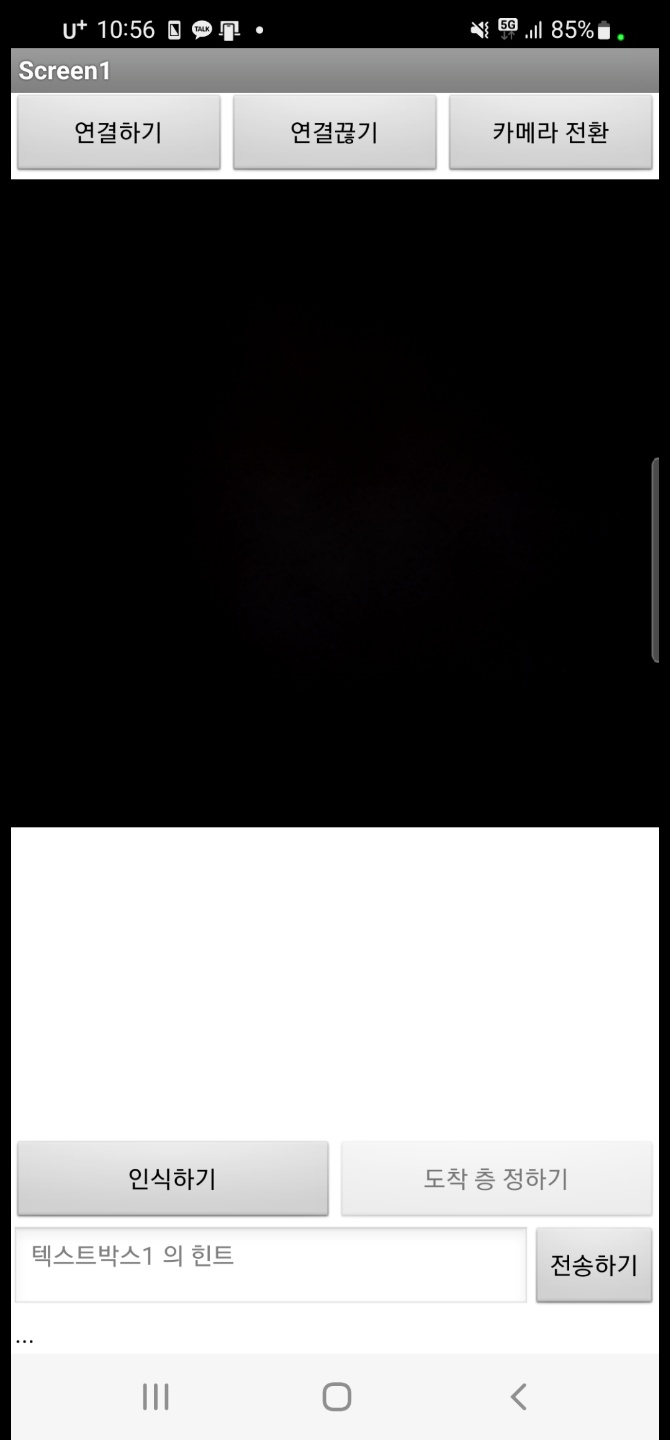 U+ 10:56 TALK 5G 85%
Screen1
연결하기 연결끊기 카메라 전환
인식하기 도착 층 정하기
텍스트박스1 의 힌트 전송하기
...